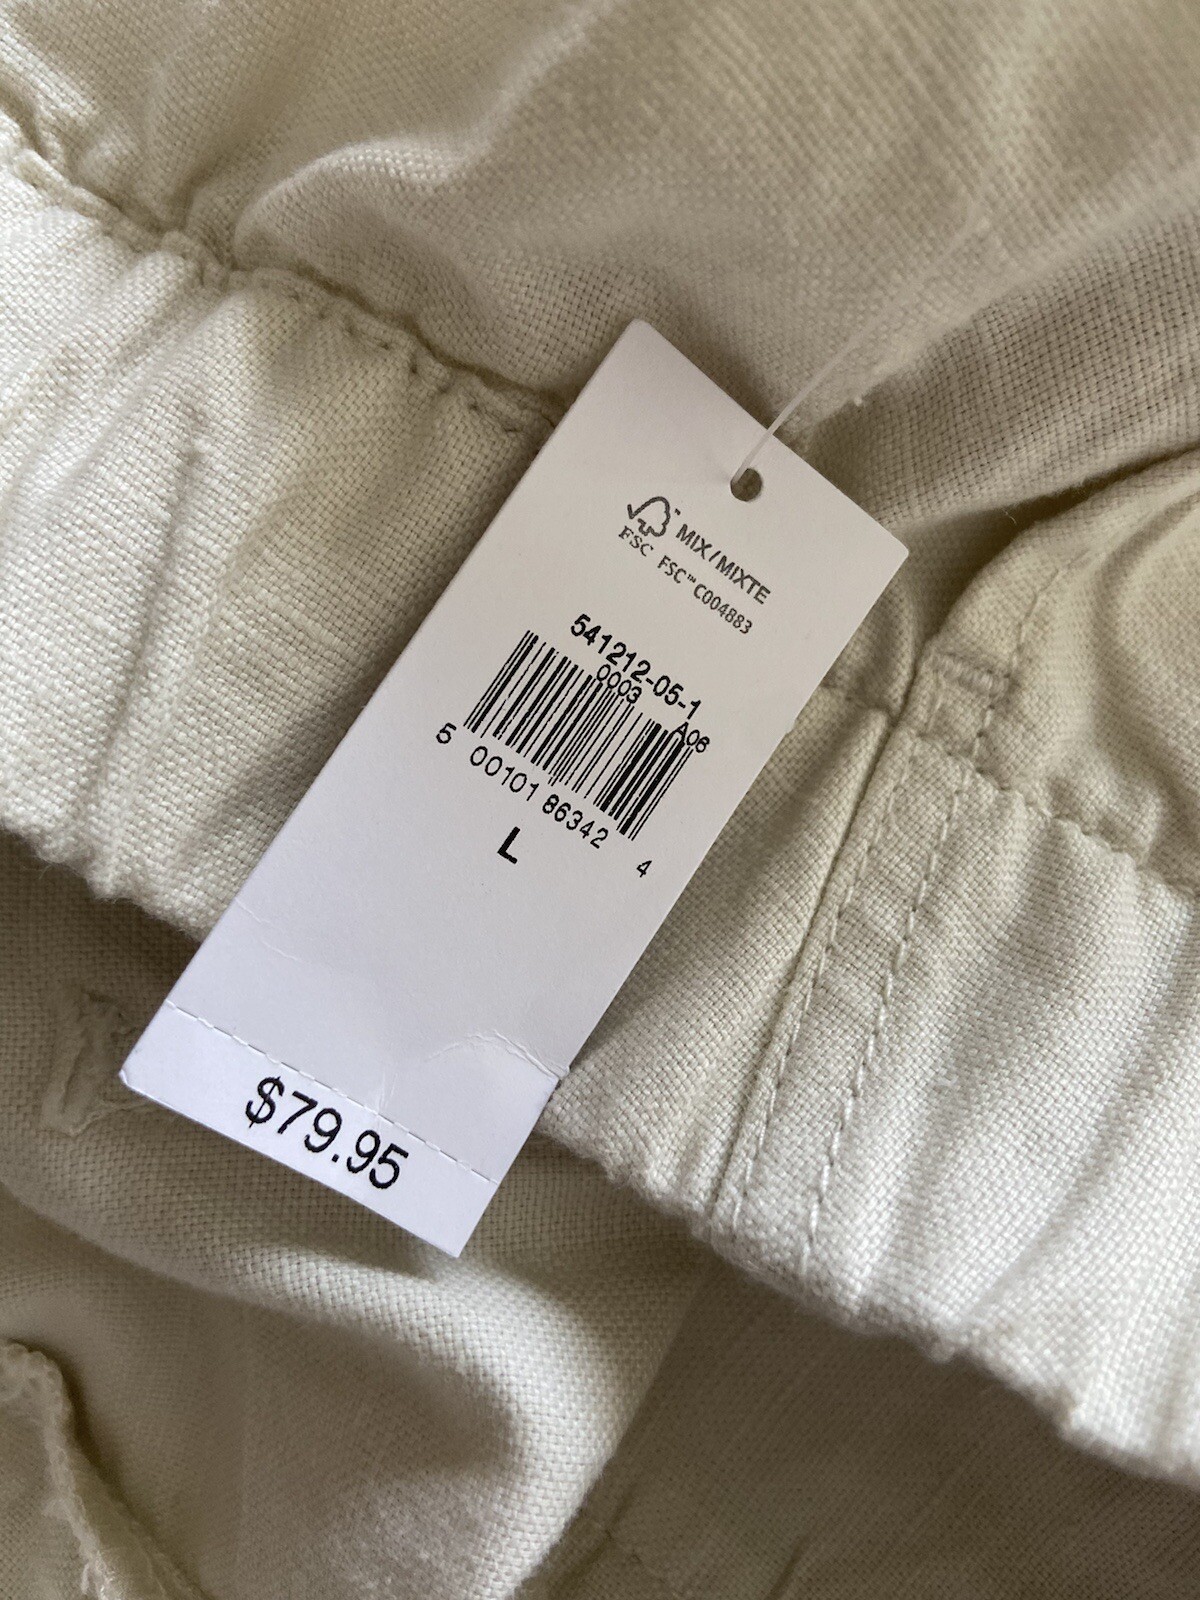 MIX/MIXTE
FSC FSC™ C004883
541212-05-1
0003
A06
5 00101 86342 4
L
$79.95